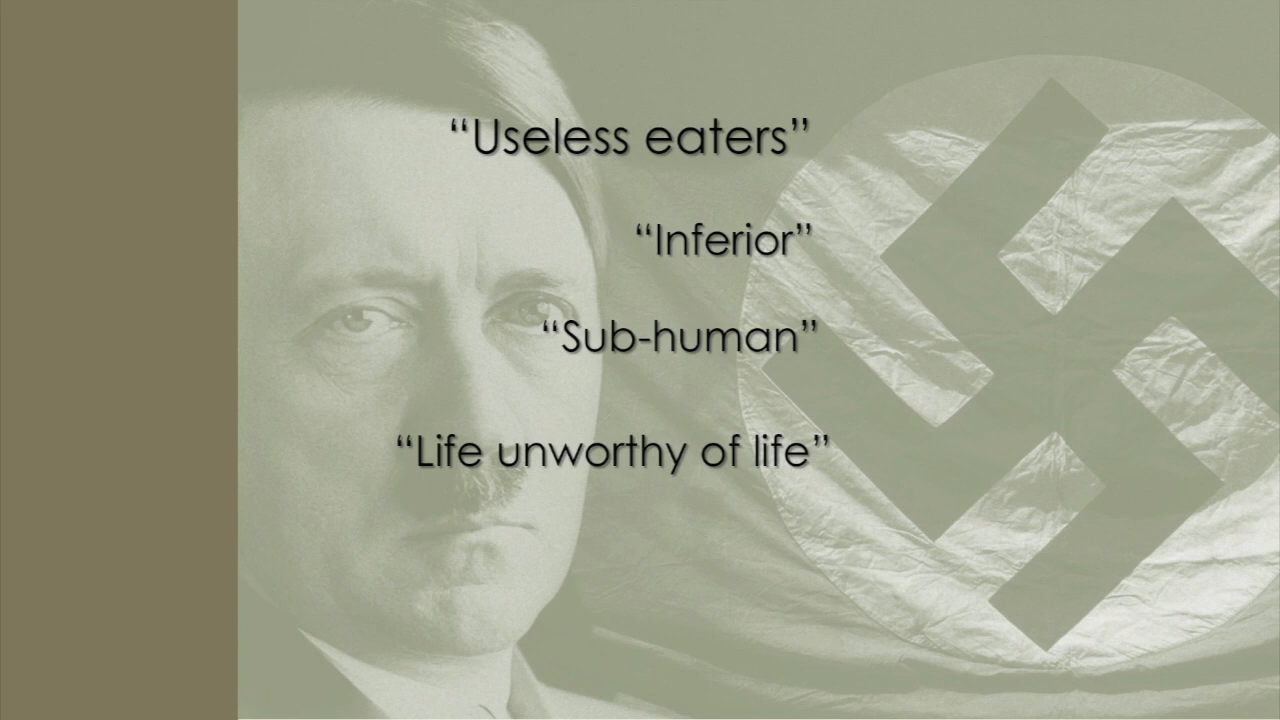 “Useless eaters”
“Inferior”
“Sub-human”
“Life unworthy of life”